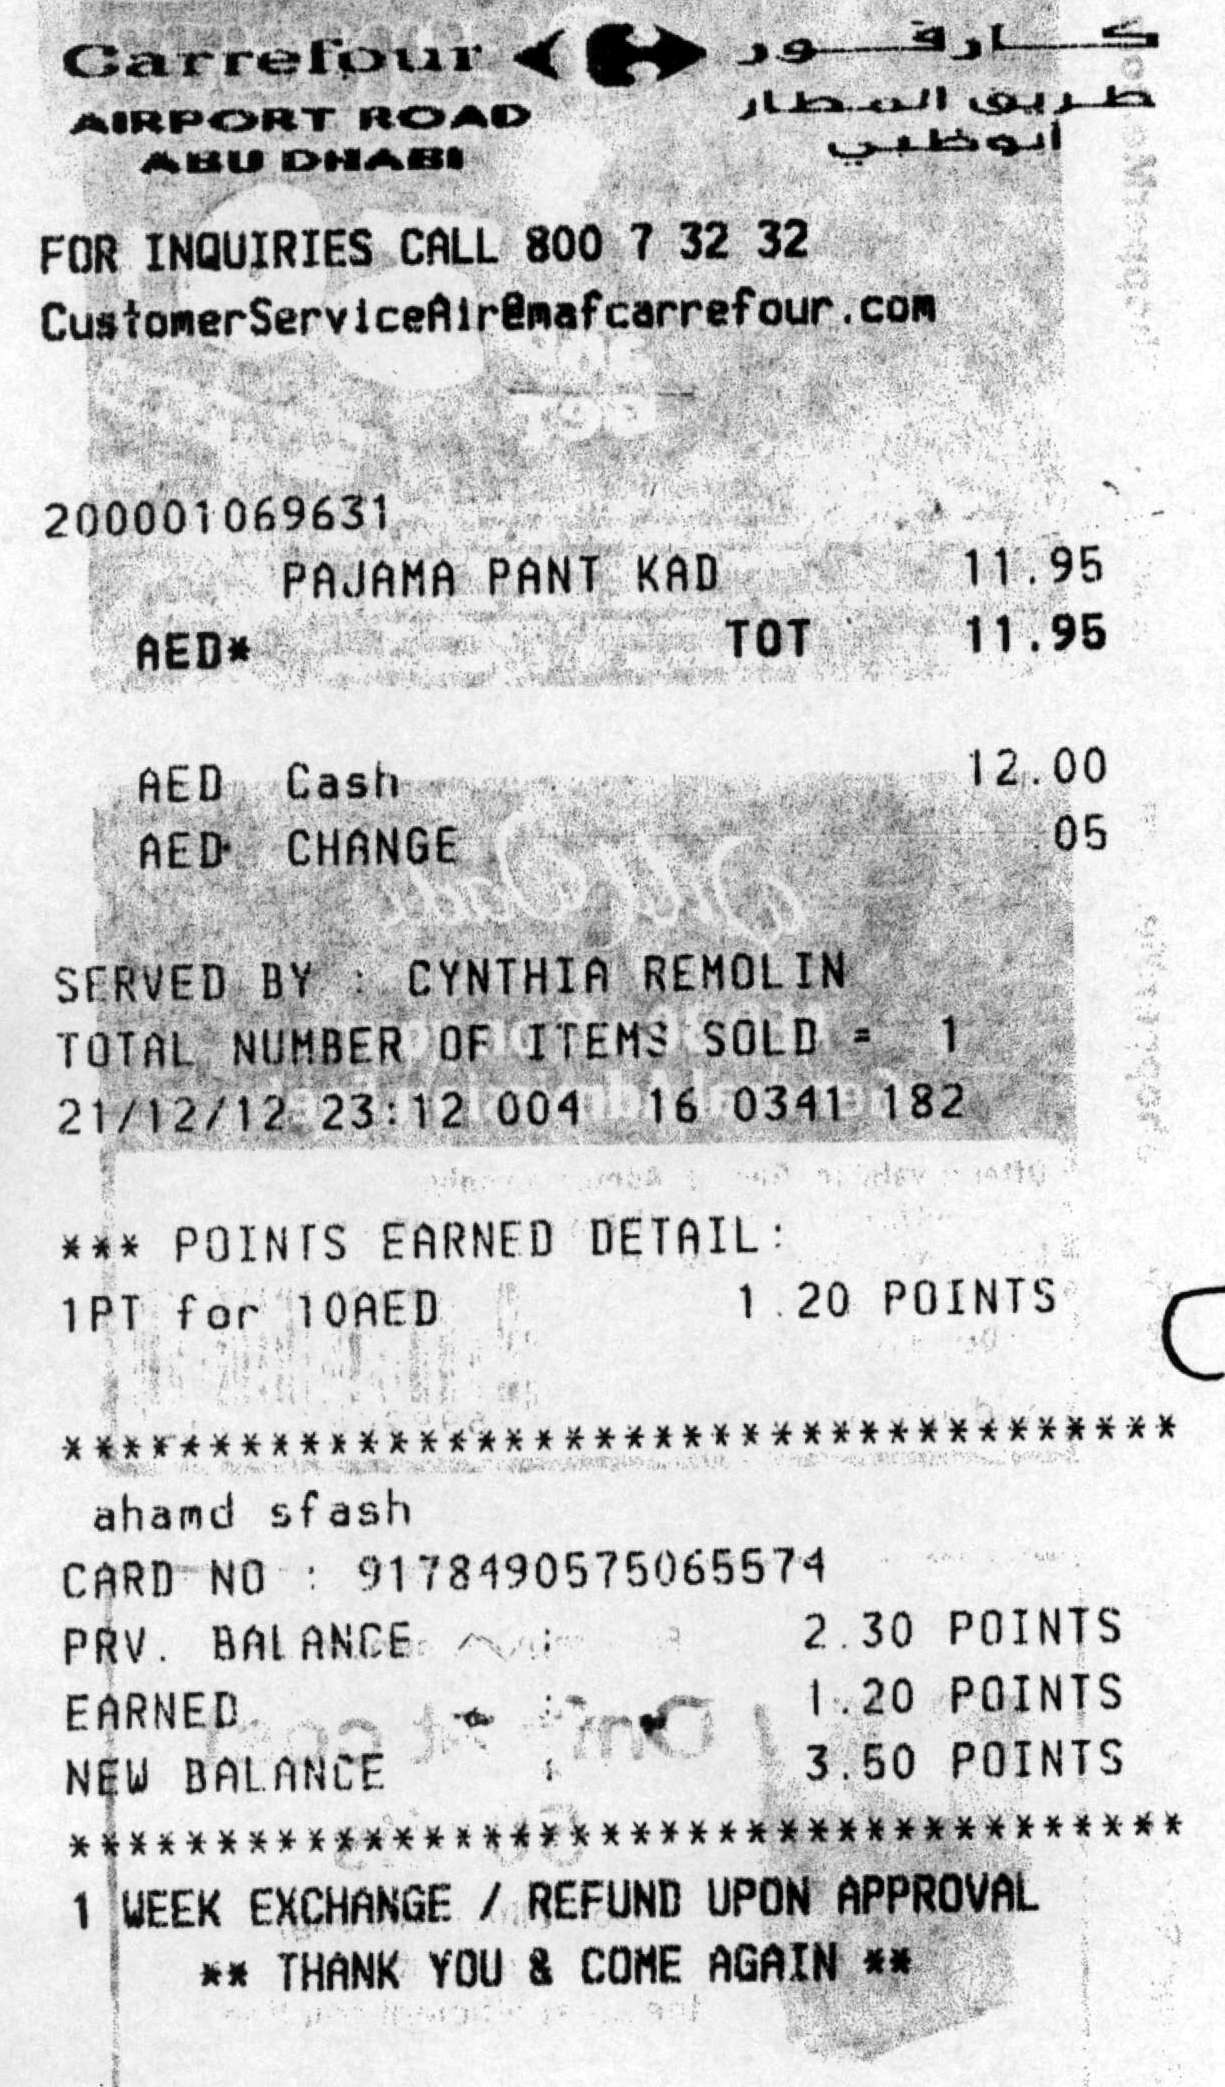 Carrefour كارفور
AIRPORT ROAD طريق المطار
ABU DHABI أبوظبي
FOR INQUIRIES CALL 800 7 32 32
CustomerServiceAir@mafcarrefour.com
200001069631
PAJAMA PANT KAD 11.95
AED* TOT 11.95
AED Cash 12.00
AED CHANGE .05
SERVED BY : CYNTHIA REMOLIN
TOTAL NUMBER OF ITEMS SOLD = 1
21/12/12 23:12 004 16 0341 182
*** POINTS EARNED DETAIL:
1PT for 10AED 1.20 POINTS
**************************************
ahamd sfash
CARD NO : 9178490575065574
PRV. BALANCE : 2.30 POINTS
EARNED : 1.20 POINTS
NEW BALANCE : 3.50 POINTS
**************************************
1 WEEK EXCHANGE / REFUND UPON APPROVAL
** THANK YOU & COME AGAIN **